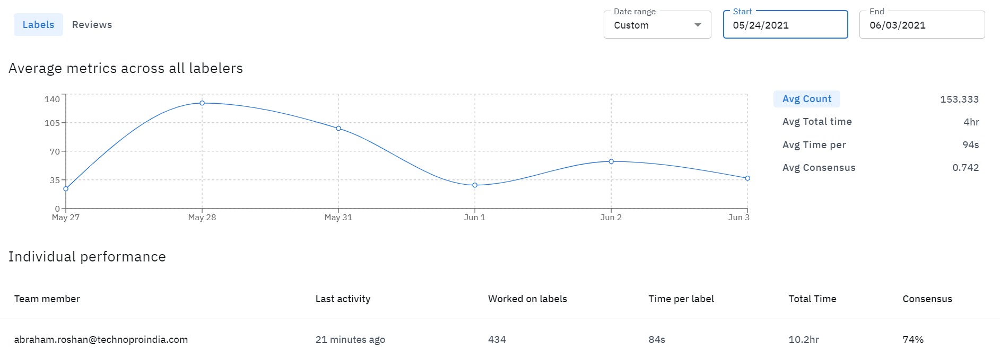 Labels Reviews
Date range Start End
Custom 05/24/2021 06/03/2021
Average metrics across all labelers
140
105
70
35
0
May 27 May 28 May 31 Jun 1 Jun 2 Jun 3
Avg Count 153.333
Avg Total time 4hr
Avg Time per 94s
Avg Consensus 0.742
Individual performance
Team member Last activity Worked on labels Time per label Total Time Consensus
abraham.roshan@technoproindia.com 21 minutes ago 434 84s 10.2hr 74%